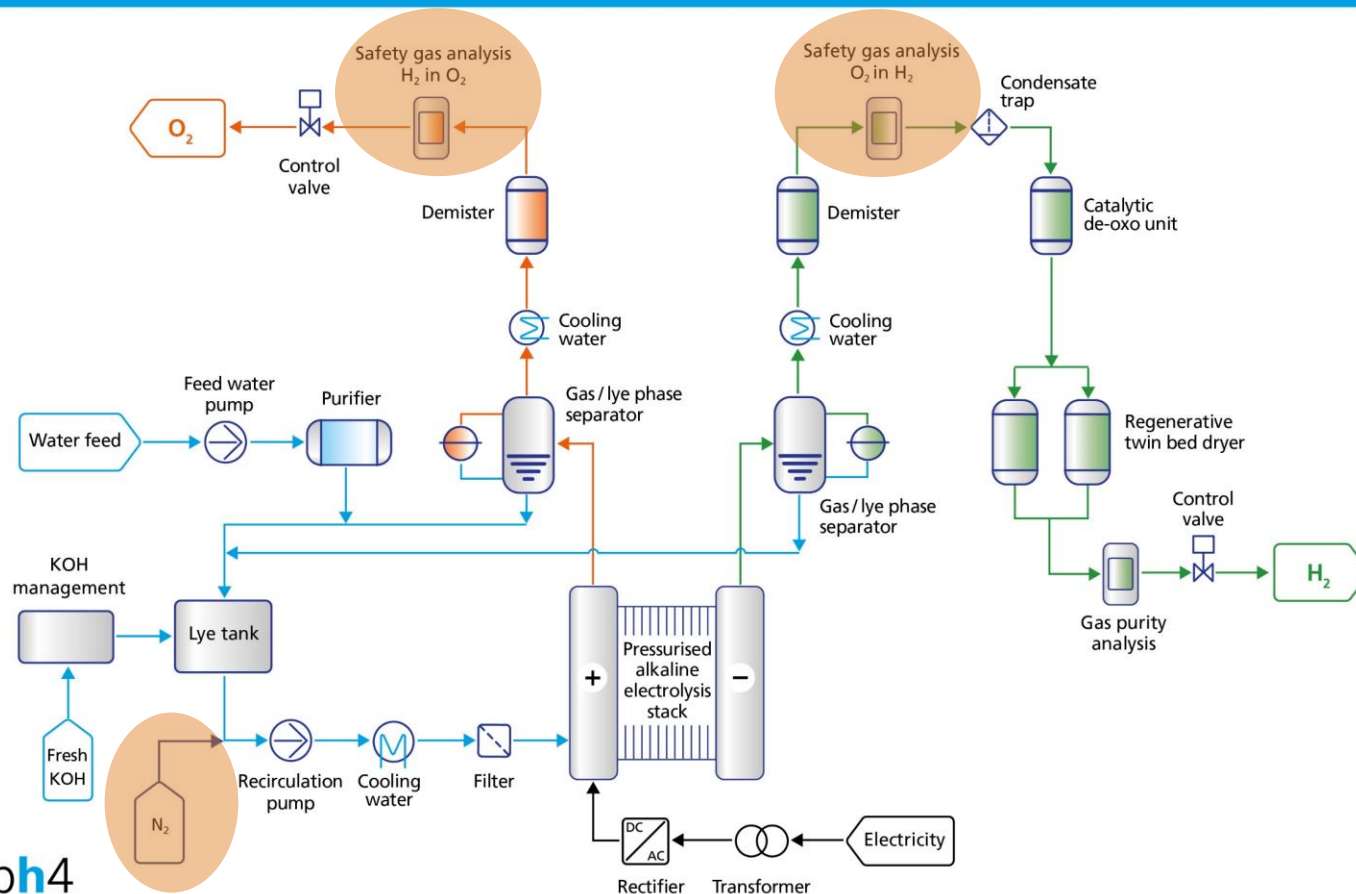 Safety gas analysis
H₂ in O₂
Safety gas analysis
O₂ in H₂
Condensate
trap
O₂
Control
valve
Demister
Demister
Catalytic
de-oxo unit
Cooling
water
Cooling
water
Feed water
pump
Purifier
Gas / lye phase
separator
Water feed
Regenerative
twin bed dryer
Gas / lye phase
separator
Control
valve
KOH
management
H₂
Lye tank
Gas purity
analysis
Pressurised
alkaline
electrolysis
stack
+
−
Fresh
KOH
N₂
Recirculation
pump
Cooling
water
Filter
DC
AC
Electricity
Rectifier
Transformer
h4